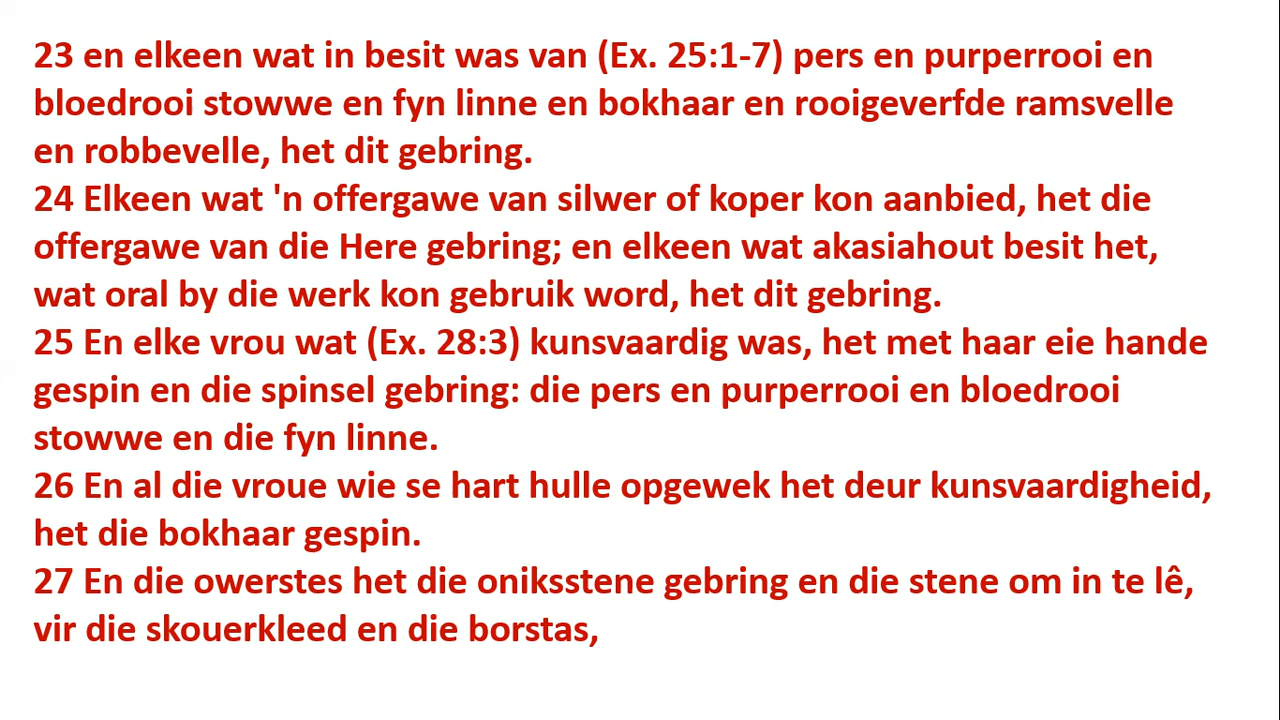 23 en elkeen wat in besit was van (Ex. 25:1-7) pers en purperrooi en
bloedrooi stowwe en fyn linne en bokhaar en rooigeverfde ramsvelle
en robbevelle, het dit gebring.
24 Elkeen wat 'n offergawe van silwer of koper kon aanbied, het die
offergawe van die Here gebring; en elkeen wat akasiahout besit het,
wat oral by die werk kon gebruik word, het dit gebring.
25 En elke vrou wat (Ex. 28:3) kunsvaardig was, het met haar eie hande
gespin en die spinsel gebring: die pers en purperrooi en bloedrooi
stowwe en die fyn linne.
26 En al die vroue wie se hart hulle opgewek het deur kunsvaardigheid,
het die bokhaar gespin.
27 En die owerstes het die oniksstene gebring en die stene om in te lê,
vir die skouerkleed en die borstas,